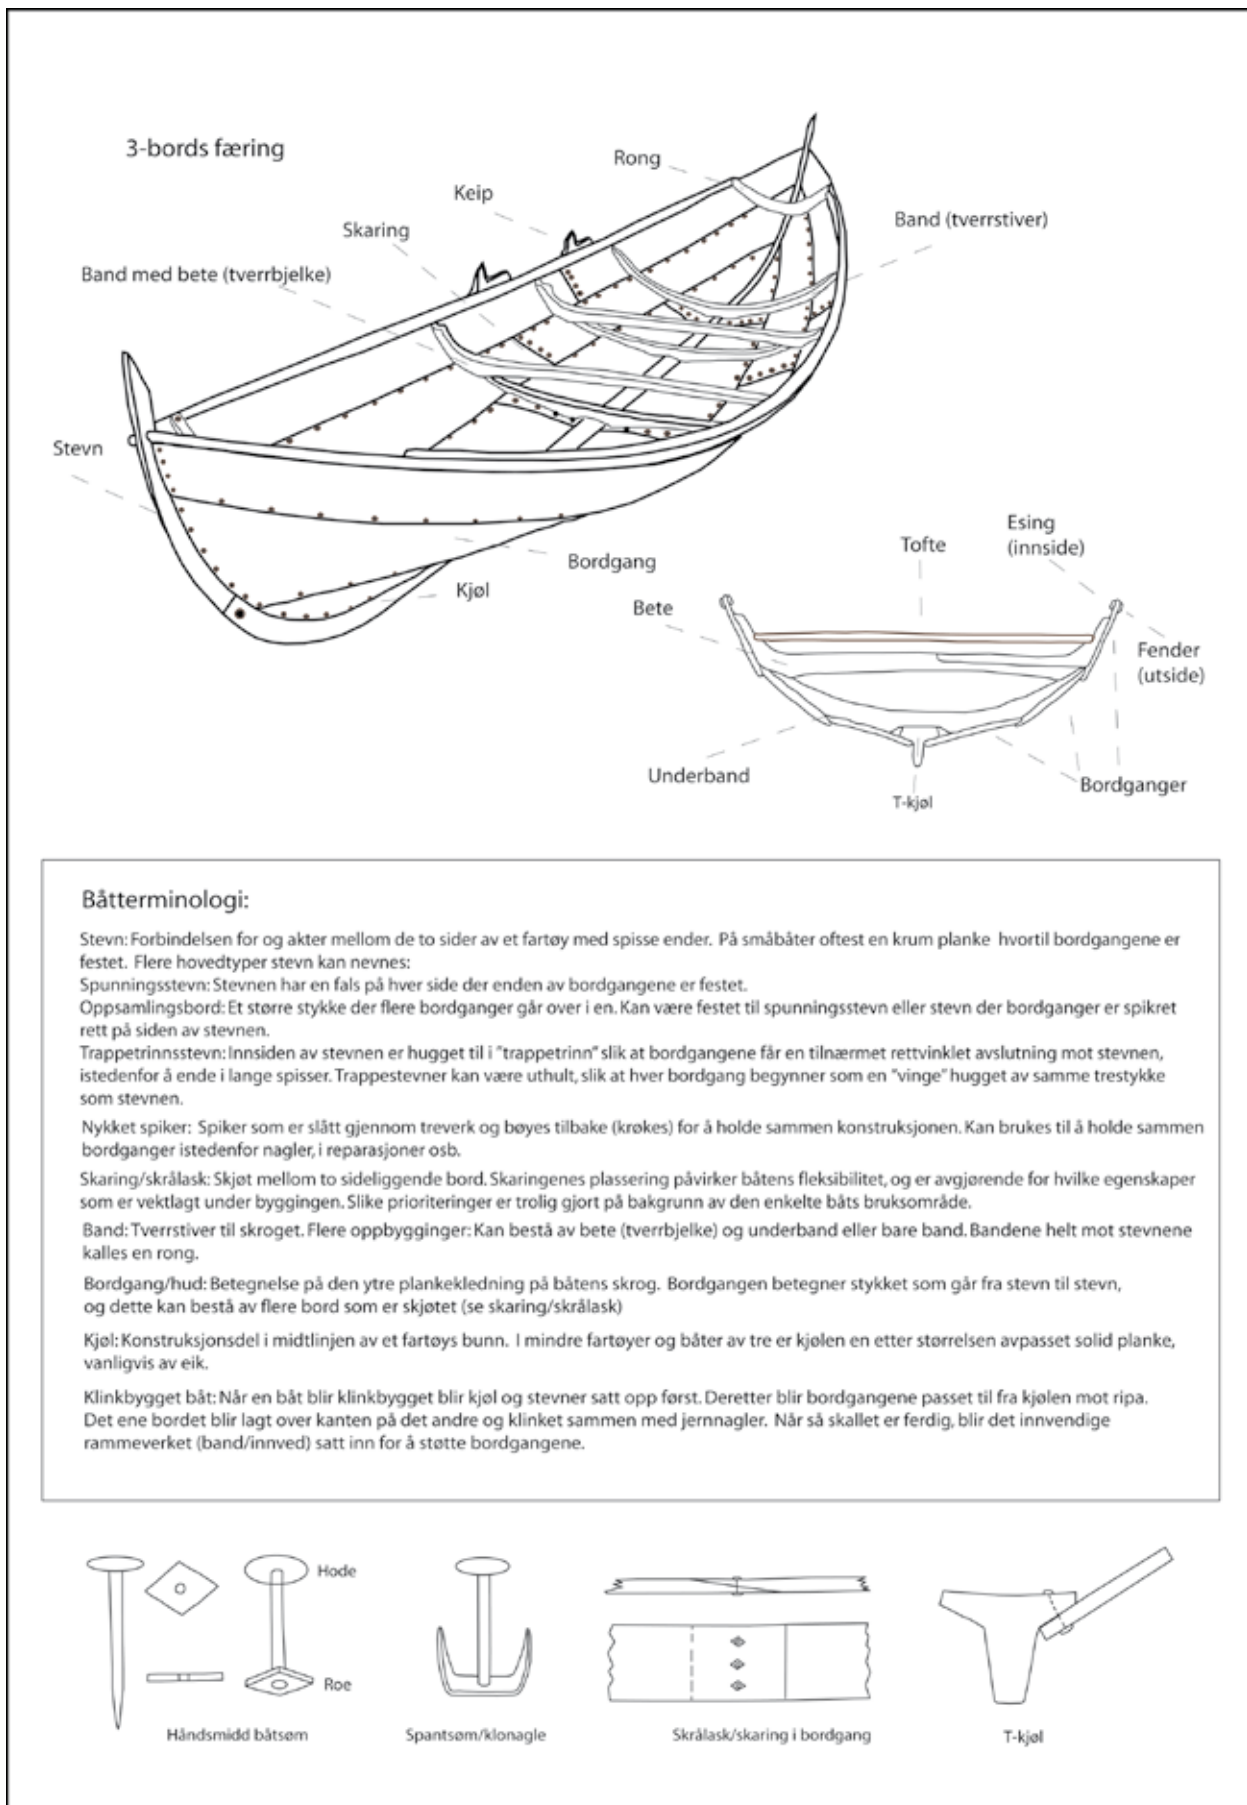 3-bords færing
Rong
Keip
Band (tverrstiver)
Skaring
Band med bete (tverrbjelke)
Stevn
Bordgang
Kjøl
Esing
(innside)
Tofte
Bete
Fender
(utside)
Underband
Bordganger
T-kjøl
Båtterminologi:
Stevn: Forbindelsen for og akter mellom de to sider av et fartøy med spisse ender. På småbåter oftest en krum planke hvortil bordgangene er
festet. Flere hovedtyper stevn kan nevnes:
Spunningsstevn: Stevnen har en fals på hver side der enden av bordgangene er festet.
Oppsamlingsbord: Et større stykke der flere bordganger går over i en. Kan være festet til spunningsstevn eller stevn der bordganger er spikret
rett på siden av stevnen.
Trappetrinnsstevn: Innsiden av stevnen er hugget til i "trappetrinn" slik at bordgangene får en tilnærmet rettvinklet avslutning mot stevnen,
istedenfor å ende i lange spisser. Trappestevner kan være uthult, slik at hver bordgang begynner som en "vinge" hugget av samme trestykke
som stevnen.
Nykket spiker: Spiker som er slått gjennom treverk og bøyes tilbake (krøkes) for å holde sammen konstruksjonen. Kan brukes til å holde sammen
bordganger istedenfor nagler, i reparasjoner osb.
Skaring/skrålask: Skjøt mellom to sideliggende bord. Skaringenes plassering påvirker båtens fleksibilitet, og er avgjørende for hvilke egenskaper
som er vektlagt under byggingen. Slike prioriteringer er trolig gjort på bakgrunn av den enkelte båts bruksområde.
Band: Tverrstiver til skroget. Flere oppbygginger: Kan bestå av bete (tverrbjelke) og underband eller bare band. Bandene helt mot stevnene
kalles en rong.
Bordgang/hud: Betegnelse på den ytre plankekledning på båtens skrog. Bordgangen betegner stykket som går fra stevn til stevn,
og dette kan bestå av flere bord som er skjøtet (se skaring/skrålask)
Kjøl: Konstruksjonsdel i midtlinjen av et fartøys bunn. I mindre fartøyer og båter av tre er kjølen en etter størrelsen avpasset solid planke,
vanligvis av eik.
Klinkbygget båt: Når en båt blir klinkbygget blir kjøl og stevner satt opp først. Deretter blir bordgangene passet til fra kjølen mot ripa.
Det ene bordet blir lagt over kanten på det andre og klinket sammen med jernnagler. Når så skallet er ferdig, blir det innvendige
rammeverket (band/innved) satt inn for å støtte bordgangene.
Hode
Roe
Håndsmidd båtsøm
Spantsøm/klonagle
Skrålask/skaring i bordgang
T-kjøl